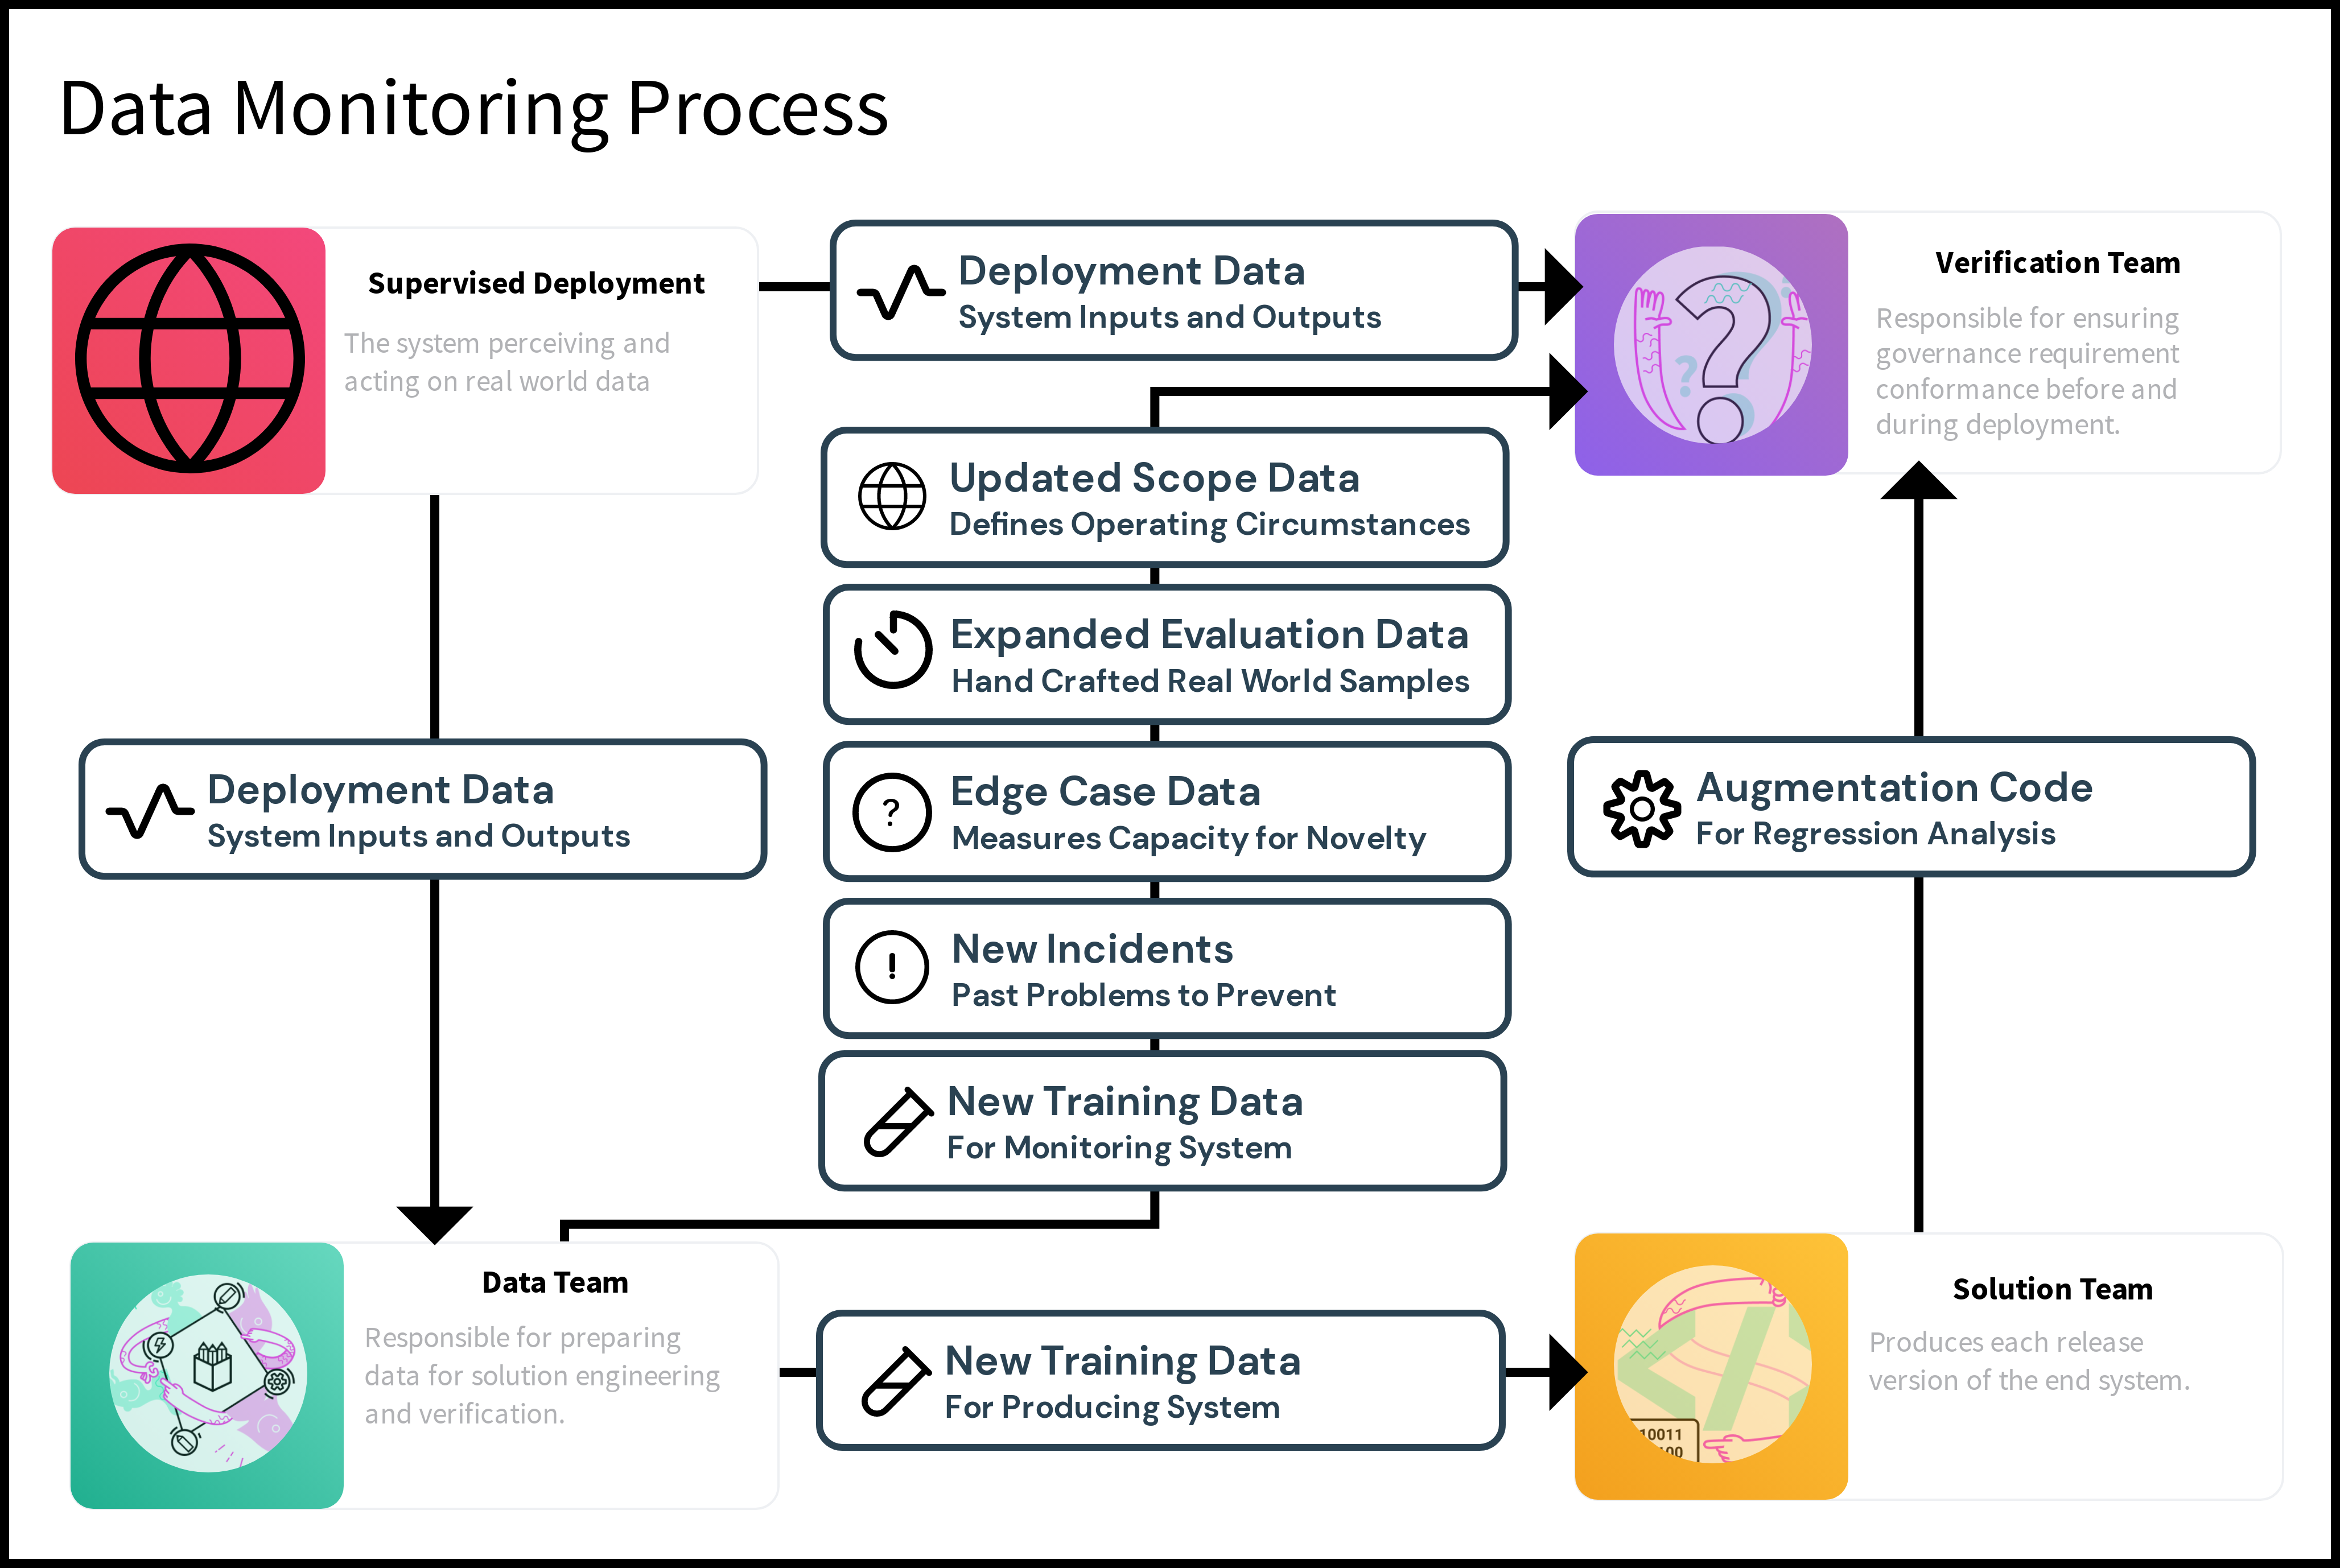 Data Monitoring Process
Supervised Deployment
The system perceiving and
acting on real world data
Deployment Data
System Inputs and Outputs
Verification Team
Responsible for ensuring
governance requirement
conformance before and
during deployment.
? ? ?
Updated Scope Data
Defines Operating Circumstances
Expanded Evaluation Data
Hand Crafted Real World Samples
Deployment Data
System Inputs and Outputs
?
Edge Case Data
Measures Capacity for Novelty
Augmentation Code
For Regression Analysis
!
New Incidents
Past Problems to Prevent
New Training Data
For Monitoring System
Data Team
Responsible for preparing
data for solution engineering
and verification.
New Training Data
For Producing System
Solution Team
Produces each release
version of the end system.
10011
100